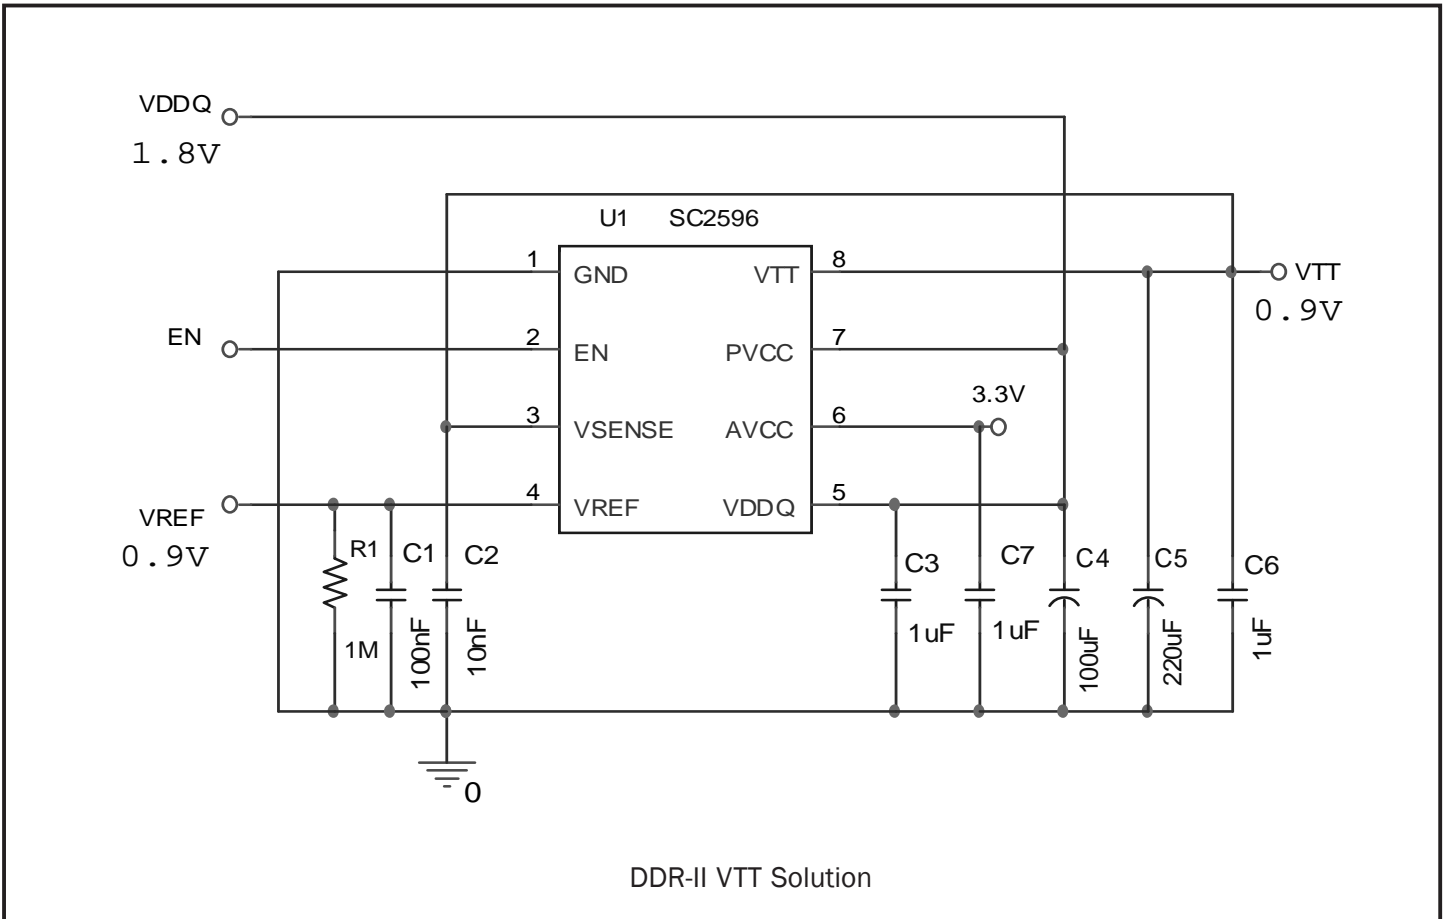 VDDQ
1.8V
U1 SC2596
1 GND VTT 8
VTT
0.9V
EN
2 EN PVCC 7
3.3V
3 VSENSE AVCC 6
4 VREF VDDQ 5
VREF
0.9V
R1 C1 C2 C3 C7 C4 C5 C6
1M 100nF 10nF 1uF 1uF 100uF 220uF 1uF
0
DDR-II VTT Solution